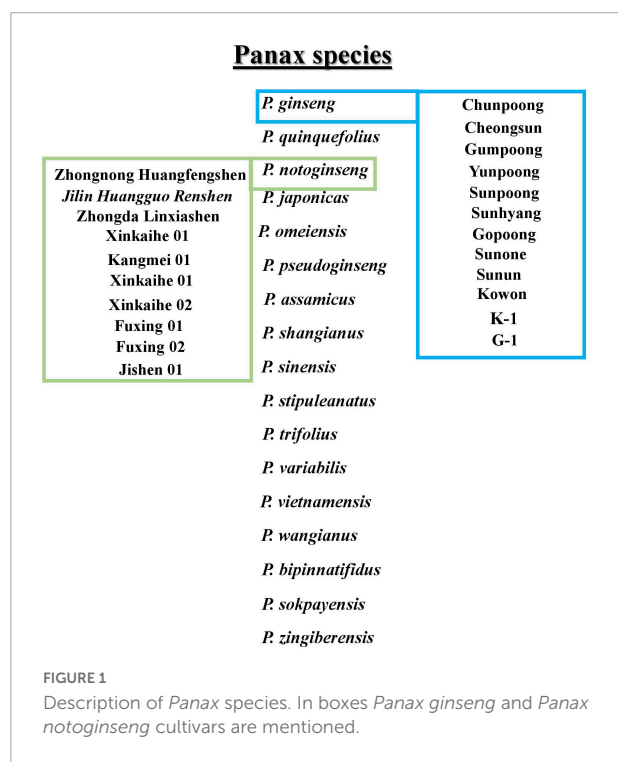 Panax species
P. ginseng
P. quinquefolius
P. notoginseng
P. japonicas
P. omeiensis
P. pseudoginseng
P. assamicus
P. shangianus
P. sinensis
P. stipuleanatus
P. trifolius
P. variabilis
P. vietnamensis
P. wangianus
P. bipinnatifidus
P. sokpayensis
P. zingiberensis
Zhongnong Huangfengshen
Jilin Huangguo Renshen
Zhongda Linxiashen
Xinkaihe 01
Kangmei 01
Xinkaihe 01
Xinkaihe 02
Fuxing 01
Fuxing 02
Jishen 01
Chunpoong
Cheongsun
Gumpoong
Yunpoong
Sunpoong
Sunhyang
Gopoong
Sunone
Sunun
Kowon
K-1
G-1
FIGURE 1
Description of Panax species. In boxes Panax ginseng and Panax
notoginseng cultivars are mentioned.